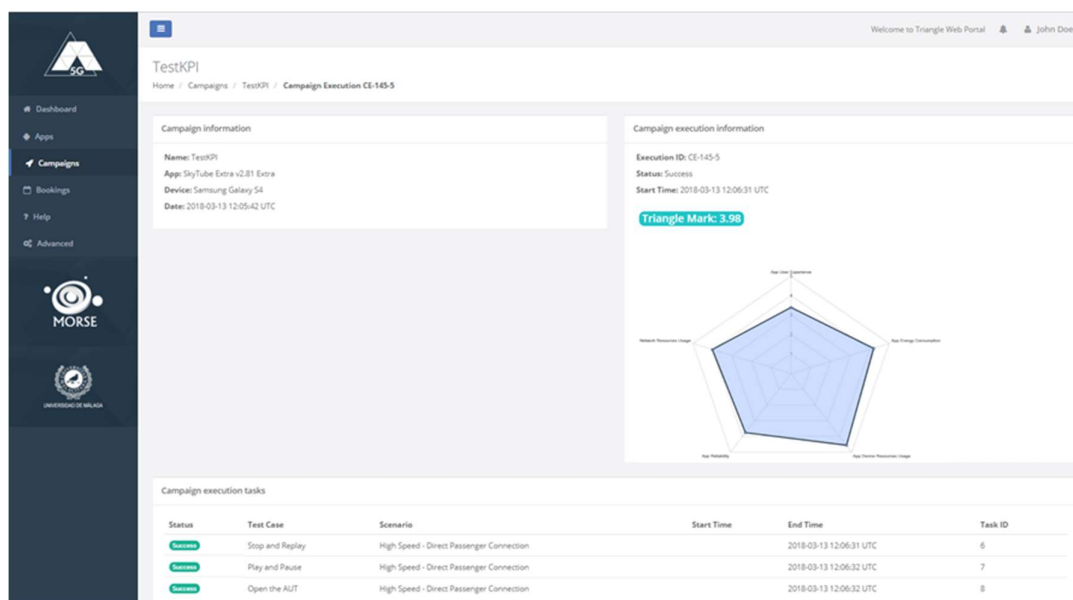 5G
Welcome to Triangle Web Portal
John Doe
TestKPI
Home / Campaigns / TestKPI / Campaign Execution CE-145-5
Dashboard
Apps
Campaigns
Bookings
? Help
Advanced
MORSE
UNIVERSIDAD DE MÁLAGA
Campaign information
Name: TestKPI
App: SkyTube Extra v2.81 Extra
Device: Samsung Galaxy S4
Date: 2018-03-13 12:05:42 UTC
Campaign execution information
Execution ID: CE-145-5
Status: Success
Start Time: 2018-03-13 12:06:31 UTC
Triangle Mark: 3.98
App User Experience
Network Resources Usage
App Energy Consumption
App Reliability
App Device Resources Usage
Campaign execution tasks
Status Test Case Scenario Start Time End Time Task ID
Success Stop and Replay High Speed - Direct Passenger Connection 2018-03-13 12:06:31 UTC 6
Success Play and Pause High Speed - Direct Passenger Connection 2018-03-13 12:06:32 UTC 7
Success Open the AUT High Speed - Direct Passenger Connection 2018-03-13 12:06:32 UTC 8